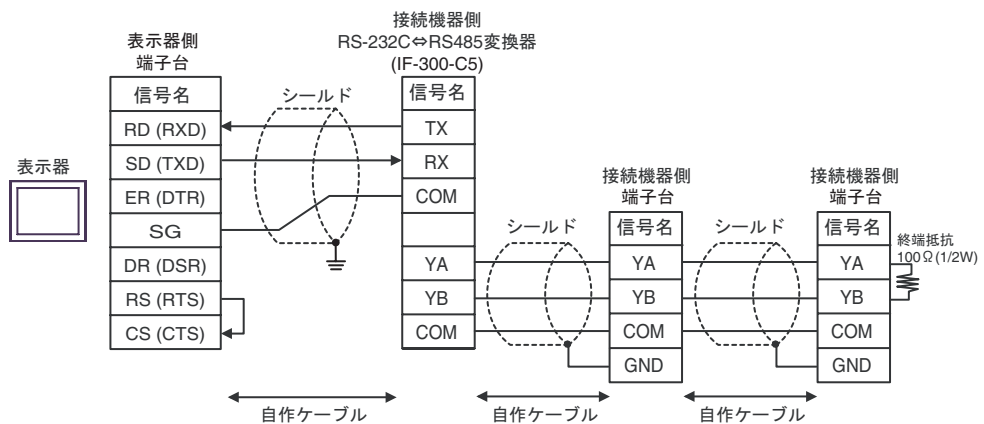 表示器
表示器側
端子台
信号名
RD (RXD)
SD (TXD)
ER (DTR)
SG
DR (DSR)
RS (RTS)
CS (CTS)
シールド
接続機器側
RS-232C⇔RS485変換器
(IF-300-C5)
信号名
TX
RX
COM
YA
YB
COM
シールド
接続機器側
端子台
信号名
YA
YB
COM
GND
シールド
接続機器側
端子台
信号名
YA
YB
COM
GND
終端抵抗
100Ω(1/2W)
自作ケーブル
自作ケーブル
自作ケーブル